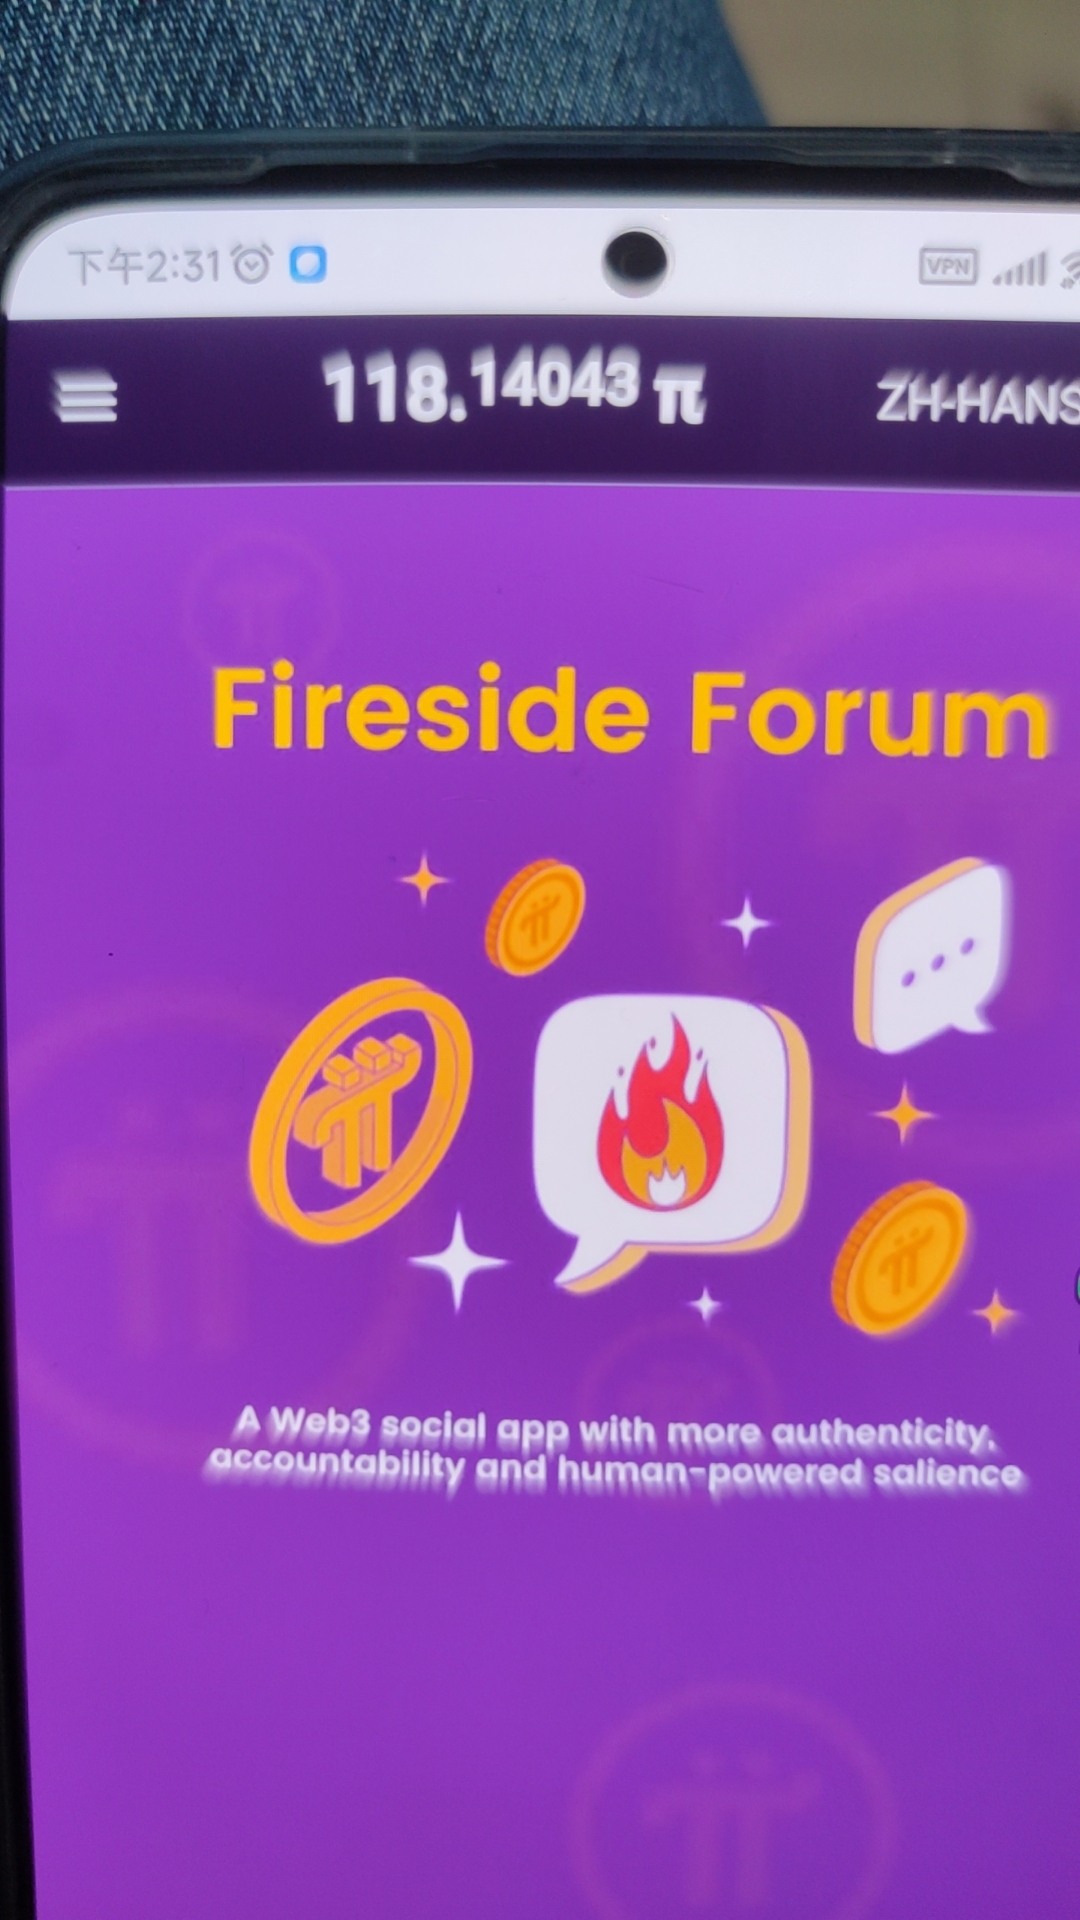 下午2:31
VPN
118.14043 π
ZH-HANS
Fireside Forum
A Web3 social app with more authenticity,
accountability and human-powered salience